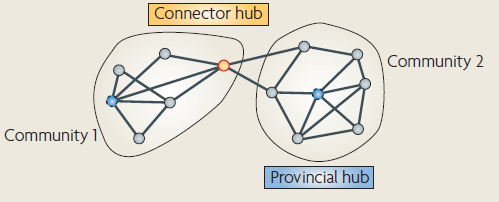 Connector hub
Community 2
Community 1
Provincial hub